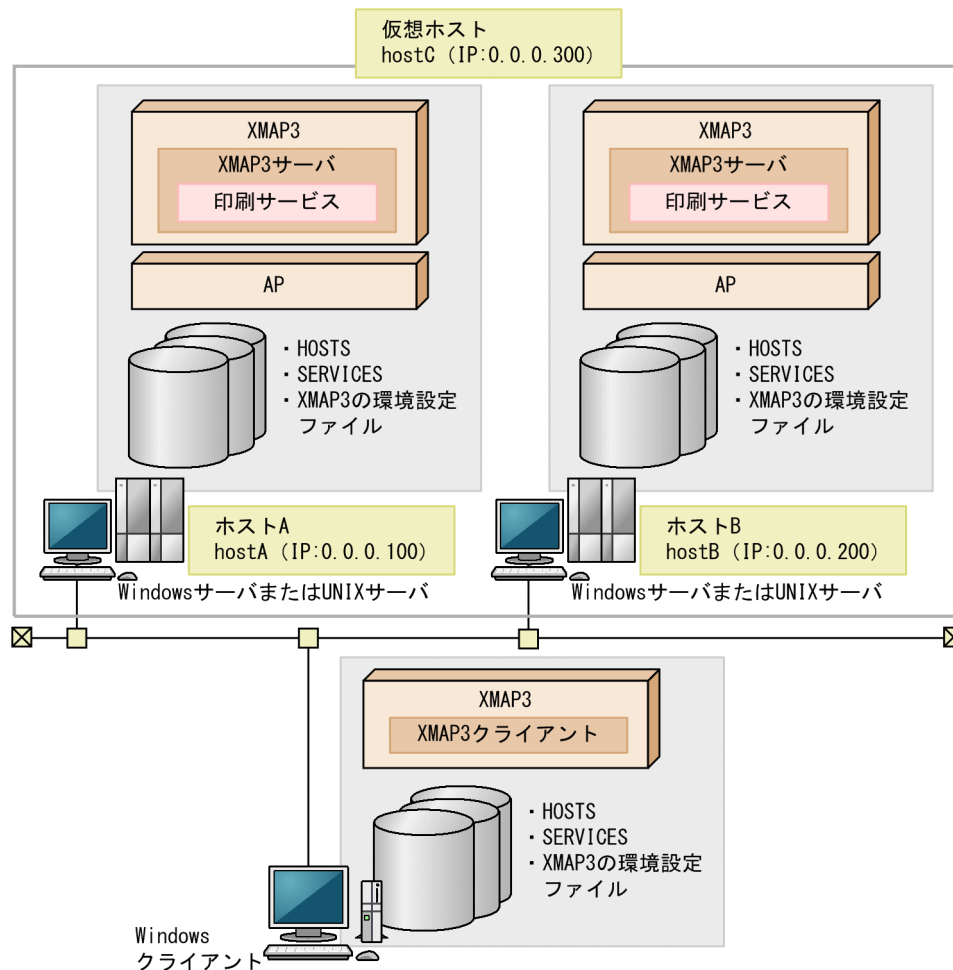 仮想ホスト
hostC（IP:0.0.0.300）
XMAP3
XMAP3サーバ
印刷サービス
AP
・HOSTS
・SERVICES
・XMAP3の環境設定
ファイル
ホストA
hostA（IP:0.0.0.100）
WindowsサーバまたはUNIXサーバ
XMAP3
XMAP3サーバ
印刷サービス
AP
・HOSTS
・SERVICES
・XMAP3の環境設定
ファイル
ホストB
hostB（IP:0.0.0.200）
WindowsサーバまたはUNIXサーバ
XMAP3
XMAP3クライアント
・HOSTS
・SERVICES
・XMAP3の環境設定
ファイル
Windows
クライアント